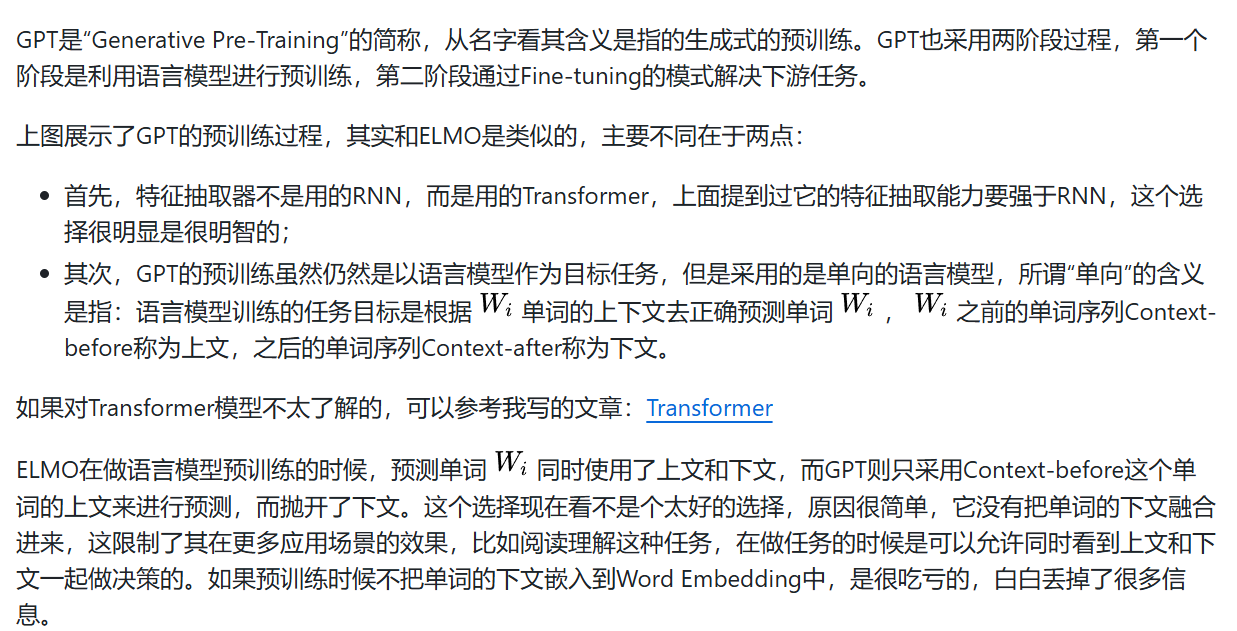 GPT是“Generative Pre-Training”的简称，从名字看其含义是指的生成式的预训练。GPT也采用两阶段过程，第一个
阶段是利用语言模型进行预训练，第二阶段通过Fine-tuning的模式解决下游任务。
上图展示了GPT的预训练过程，其实和ELMO是类似的，主要不同在于两点：
• 首先，特征抽取器不是用的RNN，而是用的Transformer，上面提到过它的特征抽取能力要强于RNN，这个选
择很明显是很明智的；
• 其次，GPT的预训练虽然仍然是以语言模型作为目标任务，但是采用的是单向的语言模型，所谓“单向”的含义
是指：语言模型训练的任务目标是根据 W_i 单词的上下文去正确预测单词 W_i ， W_i 之前的单词序列Context-
before称为上文，之后的单词序列Context-after称为下文。
如果对Transformer模型不太了解的，可以参考我写的文章：Transformer
ELMO在做语言模型预训练的时候，预测单词 W_i 同时使用了上文和下文，而GPT则只采用Context-before这个单
词的上文来进行预测，而抛开了下文。这个选择现在看不是个太好的选择，原因很简单，它没有把单词的下文融合
进来，这限制了其在更多应用场景的效果，比如阅读理解这种任务，在做任务的时候是可以允许同时看到上文和下
文一起做决策的。如果预训练时候不把单词的下文嵌入到Word Embedding中，是很吃亏的，白白丢掉了很多信
息。